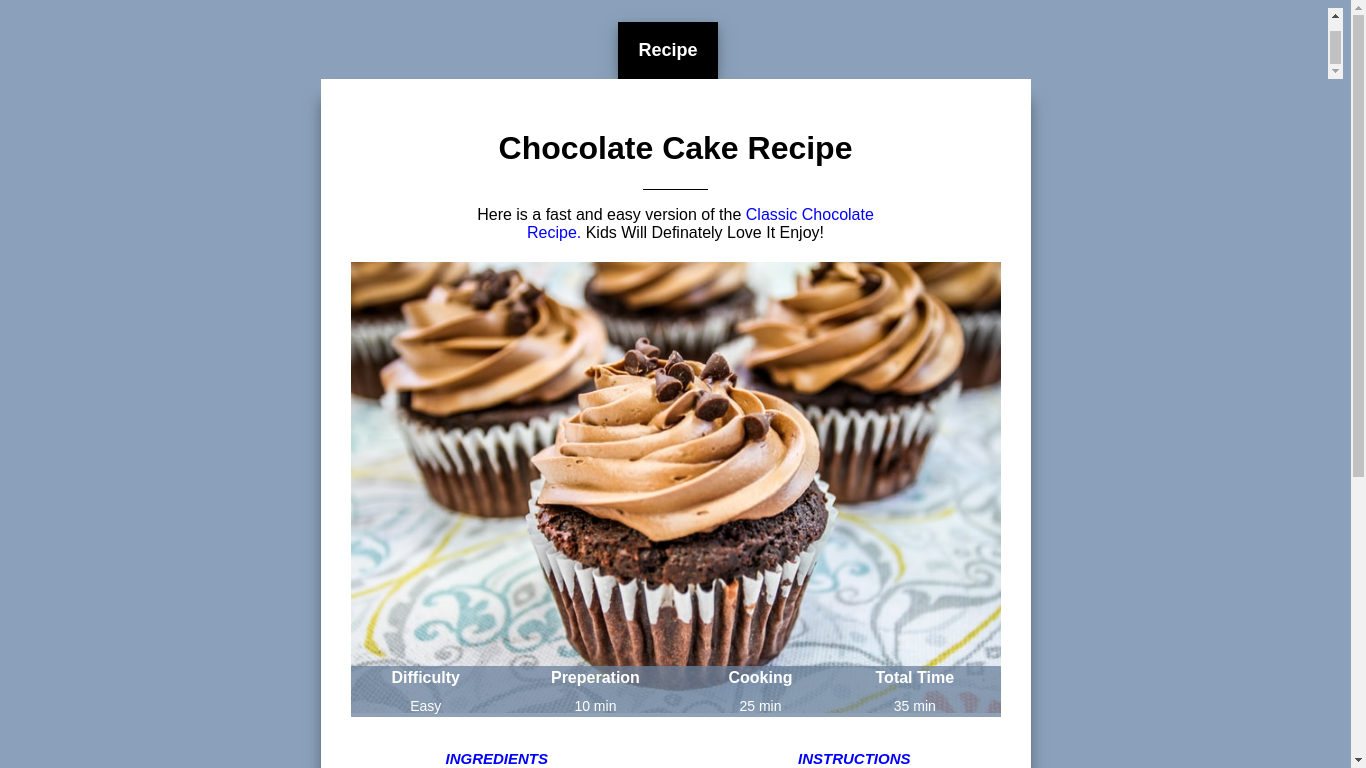 Recipe
Chocolate Cake Recipe
Here is a fast and easy version of the Classic Chocolate
Recipe. Kids Will Definately Love It Enjoy!
Difficulty Preperation Cooking Total Time
Easy 10 min 25 min 35 min
INGREDIENTS INSTRUCTIONS